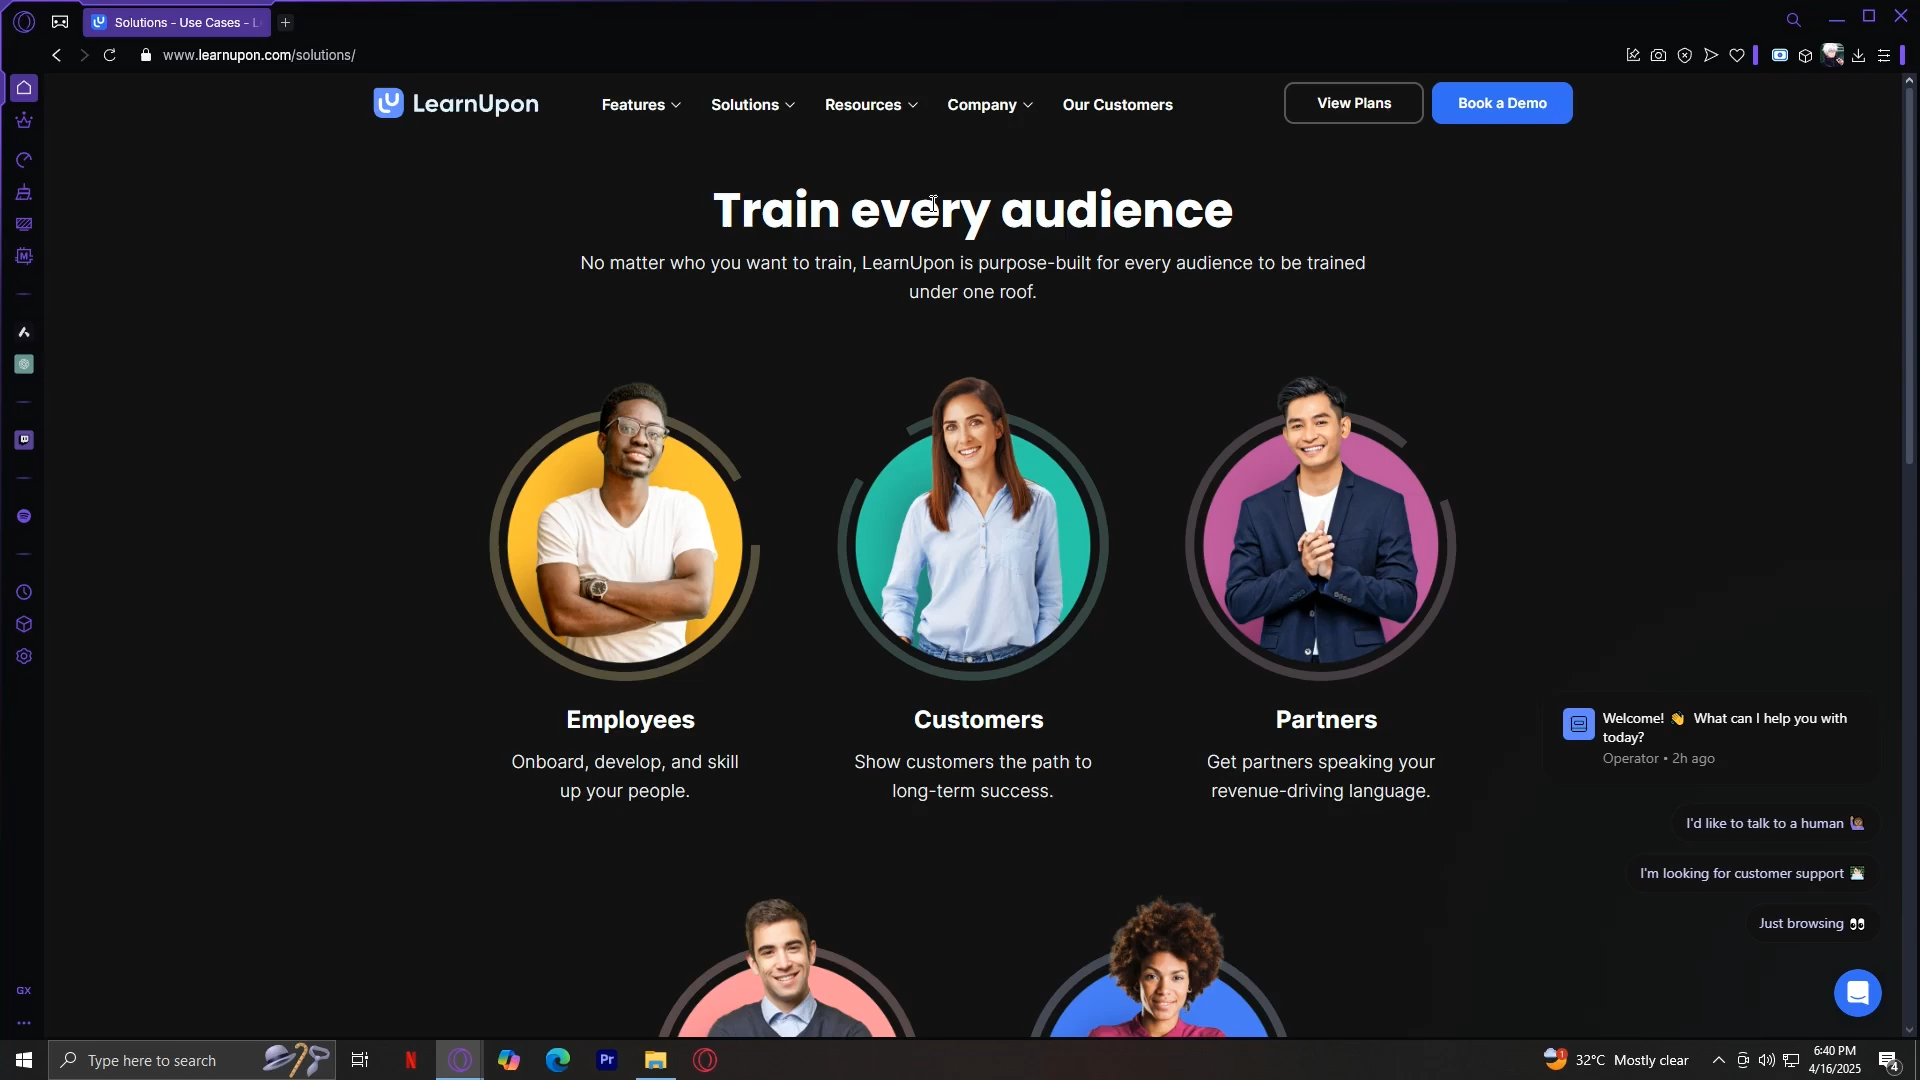 Solutions - Use Cases - L
www.learnupon.com/solutions/
LearnUpon
Features
Solutions
Resources
Company
Our Customers
View Plans
Book a Demo
Train every audience
No matter who you want to train, LearnUpon is purpose-built for every audience to be trained
under one roof.
Employees
Onboard, develop, and skill
up your people.
Customers
Show customers the path to
long-term success.
Partners
Get partners speaking your
revenue-driving language.
Welcome! 👋 What can I help you with
today?
Operator • 2h ago
I'd like to talk to a human 🙋🏽
I'm looking for customer support 👩🏻‍💻
Just browsing 👀
GX
Type here to search
Pr
1
32°C Mostly clear
6:40 PM
4/16/2025
4